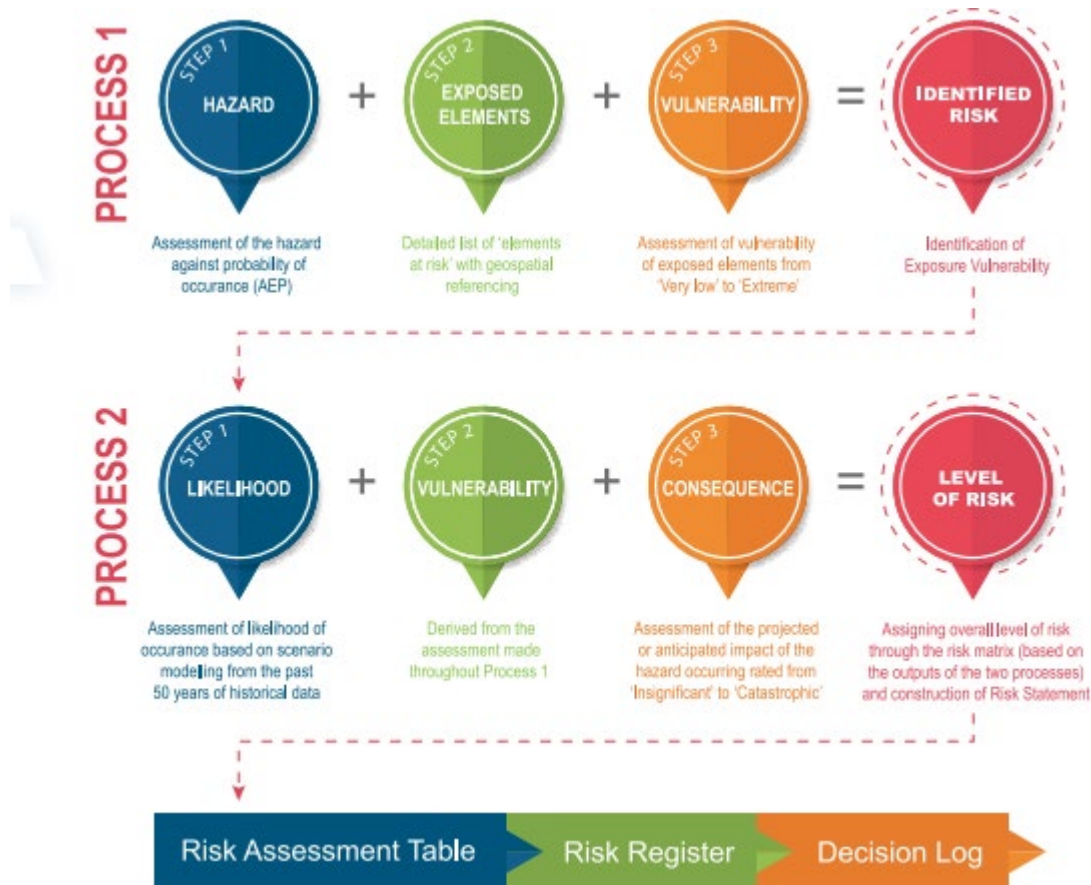 PROCESS 1
STEP 1
HAZARD
+
STEP 2
EXPOSED
ELEMENTS
+
STEP 3
VULNERABILITY
=
IDENTIFIED
RISK
Assessment of the hazard
against probability of
occurance (AEP)
Detailed list of ‘elements
at risk’ with geospatial
referencing
Assessment of vulnerability
of exposed elements from
‘Very low’ to ‘Extreme’
Identification of
Exposure Vulnerability
PROCESS 2
STEP 1
LIKELIHOOD
+
STEP 2
VULNERABILITY
+
STEP 3
CONSEQUENCE
=
LEVEL
OF RISK
Assessment of likelihood of
occurance based on scenario
modelling from the past
50 years of historical data
Derived from the
assessment made
throughout Process 1
Assessment of the projected
or anticipated impact of the
hazard occurring rated from
‘Insignificant’ to ‘Catastrophic’
Assigning overall level of risk
through the risk matrix (based on
the outputs of the two processes)
and construction of Risk Statement
Risk Assessment Table
Risk Register
Decision Log